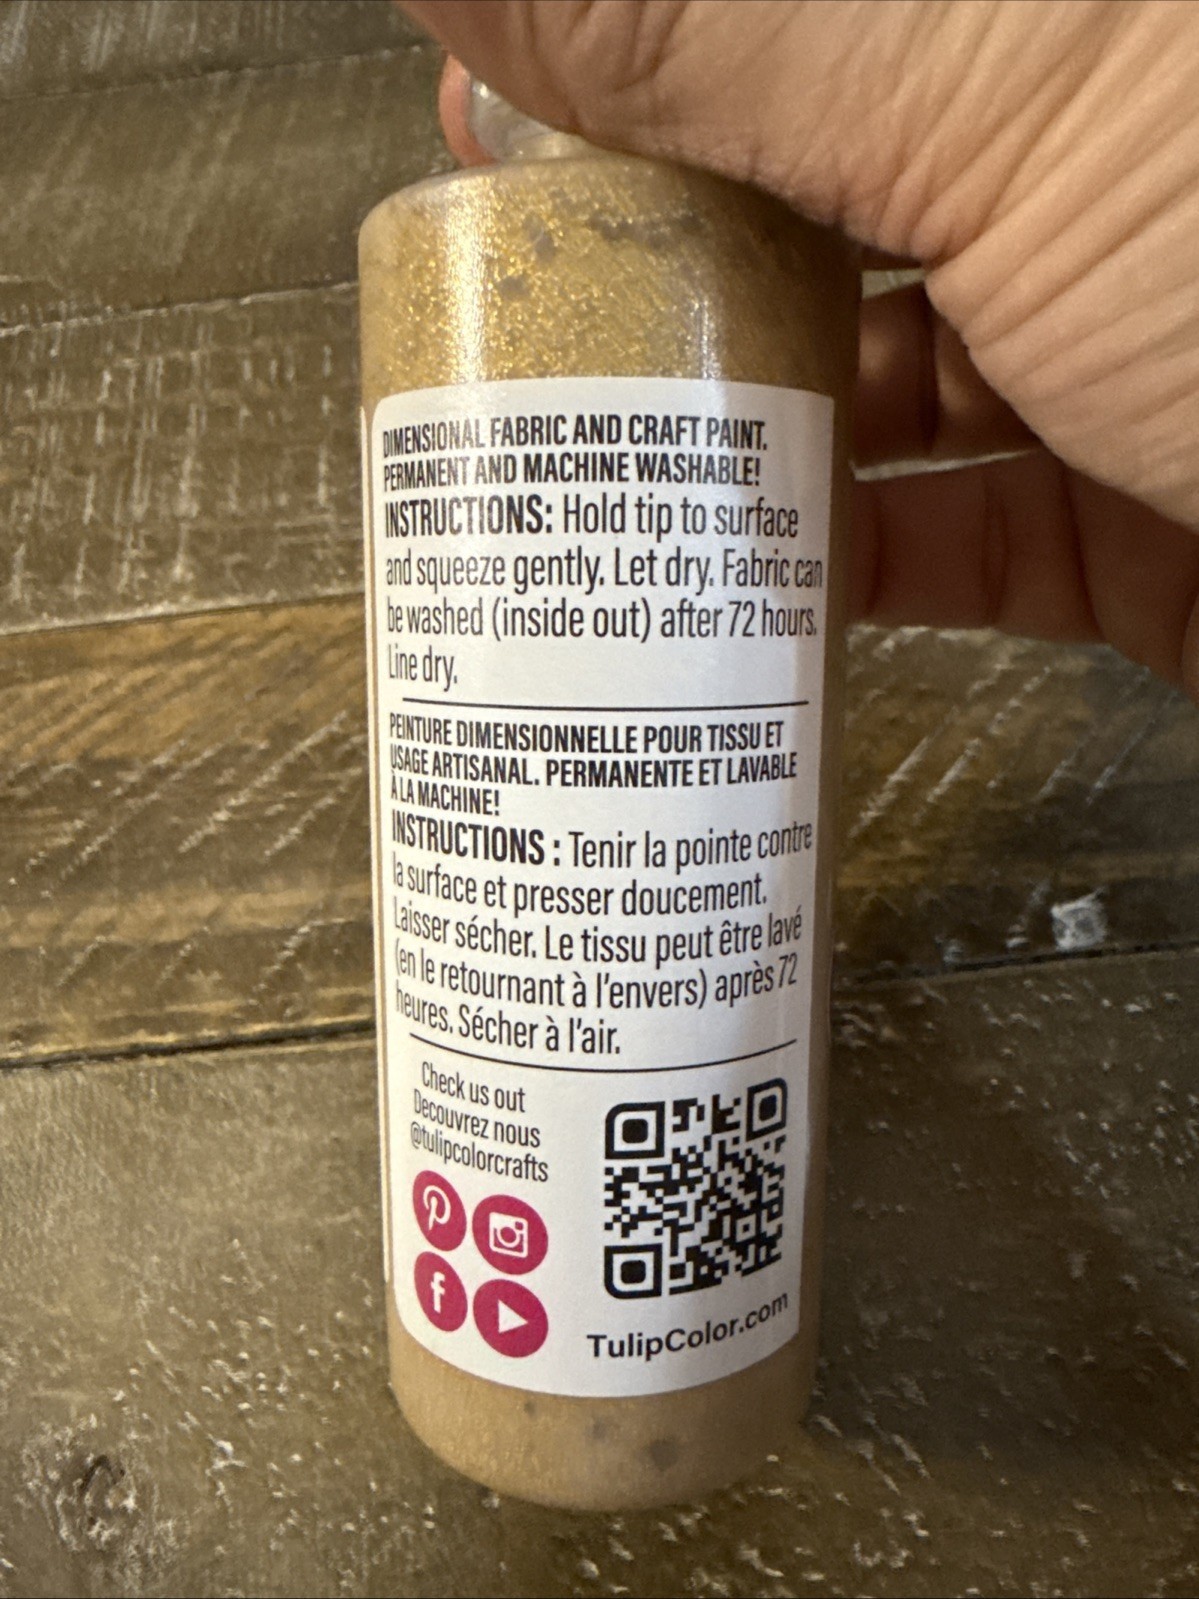 DIMENSIONAL FABRIC AND CRAFT PAINT.
PERMANENT AND MACHINE WASHABLE!
INSTRUCTIONS: Hold tip to surface
and squeeze gently. Let dry. Fabric can
be washed (inside out) after 72 hours.
Line dry.
PEINTURE DIMENSIONNELLE POUR TISSU ET
USAGE ARTISANAL. PERMANENTE ET LAVABLE
À LA MACHINE!
INSTRUCTIONS : Tenir la pointe contre
la surface et presser doucement.
Laisser sécher. Le tissu peut être lavé
(en le retournant à l'envers) après 72
heures. Sécher à l'air.
Check us out
Decouvrez nous
@tulipcolorcrafts
TulipColor.com